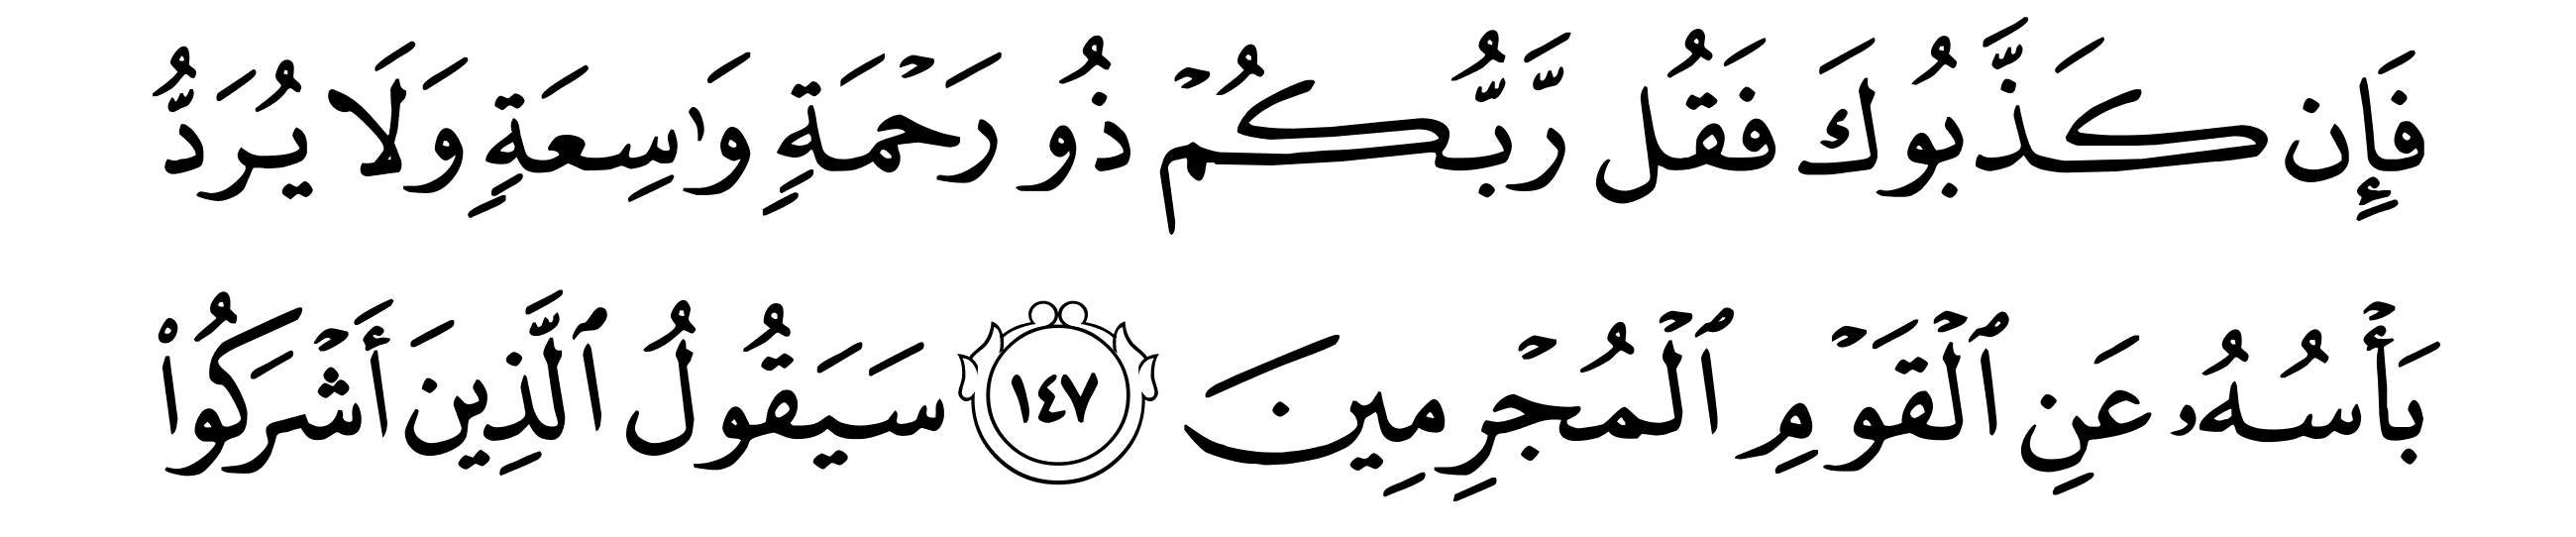 فَإِن كَذَّبُوكَ فَقُل رَّبُّكُمْ ذُو رَحْمَةٍ وَٰسِعَةٍ وَلَا يُرَدُّ
بَأْسُهُۥ عَنِ ٱلْقَوْمِ ٱلْمُجْرِمِينَ ١٤٧ سَيَقُولُ ٱلَّذِينَ أَشْرَكُوا۟